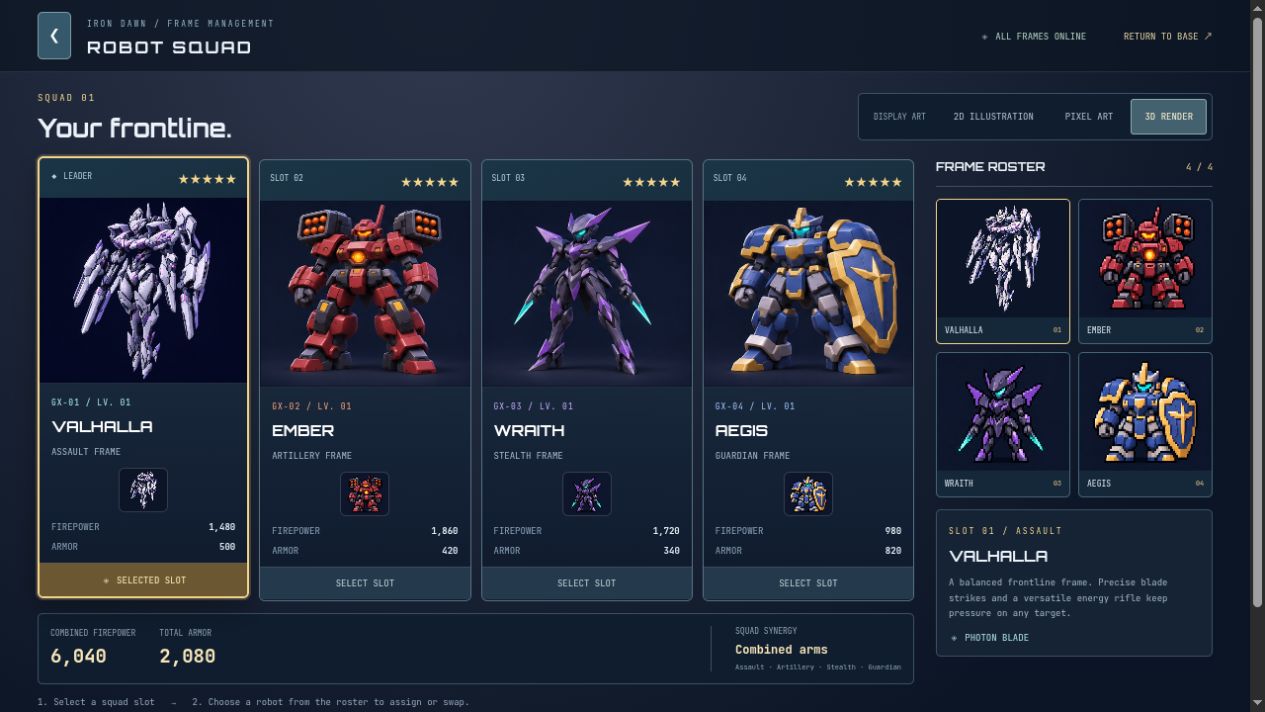 IRON DAWN / FRAME MANAGEMENT
ROBOT SQUAD
ALL FRAMES ONLINE
RETURN TO BASE ↗
SQUAD 01
Your frontline.
DISPLAY ART
2D ILLUSTRATION
PIXEL ART
3D RENDER
◆ LEADER
★★★★★
GX-01 / LV. 01
VALHALLA
ASSAULT FRAME
FIREPOWER 1,480
ARMOR 500
◈ SELECTED SLOT
SLOT 02
★★★★★
GX-02 / LV. 01
EMBER
ARTILLERY FRAME
FIREPOWER 1,860
ARMOR 420
SELECT SLOT
SLOT 03
★★★★★
GX-03 / LV. 01
WRAITH
STEALTH FRAME
FIREPOWER 1,720
ARMOR 340
SELECT SLOT
SLOT 04
★★★★★
GX-04 / LV. 01
AEGIS
GUARDIAN FRAME
FIREPOWER 980
ARMOR 820
SELECT SLOT
COMBINED FIREPOWER
6,040
TOTAL ARMOR
2,080
SQUAD SYNERGY
Combined arms
Assault · Artillery · Stealth · Guardian
1. Select a squad slot → 2. Choose a robot from the roster to assign or swap.
FRAME ROSTER
4 / 4
VALHALLA 01
EMBER 02
WRAITH 03
AEGIS 04
SLOT 01 / ASSAULT
VALHALLA
A balanced frontline frame. Precise blade
strikes and a versatile energy rifle keep
pressure on any target.
◈ PHOTON BLADE